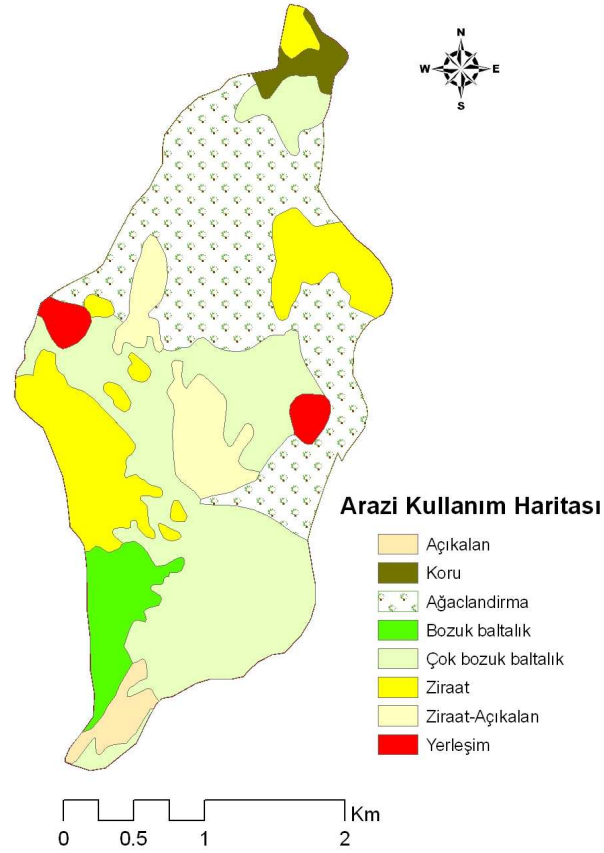 N
W E
S
Arazi Kullanım Haritası
Açıkalan
Koru
Ağaclandirma
Bozuk baltalık
Çok bozuk baltalık
Ziraat
Ziraat-Açıkalan
Yerleşim
Km
0 0.5 1 2